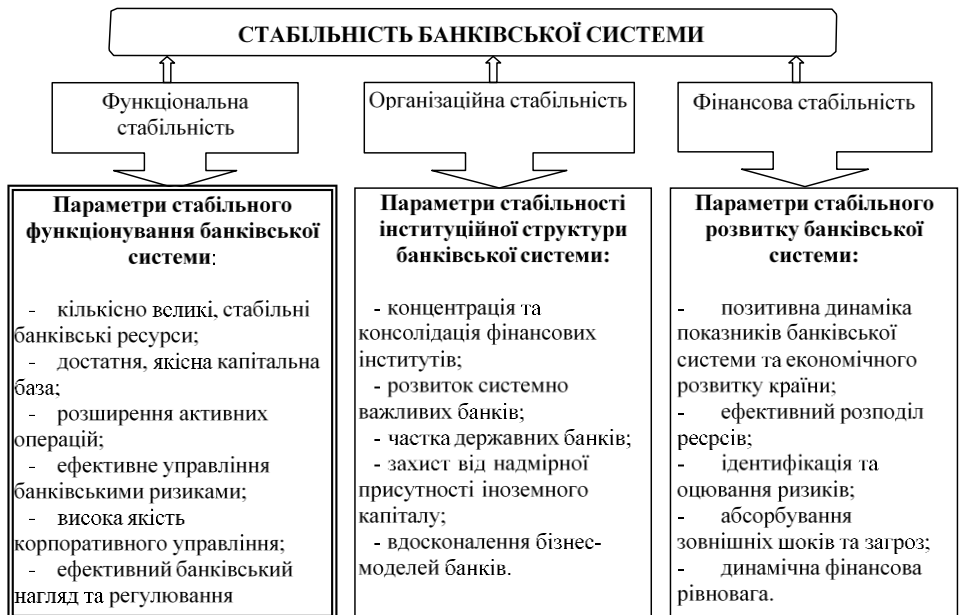 СТАБІЛЬНІСТЬ БАНКІВСЬКОЇ СИСТЕМИ
Функціональна
стабільність
Організаційна стабільність
Фінансова стабільність
Параметри стабільного
функціонування банківської
системи:
- кількісно великі, стабільні
банківські ресурси;
- достатня, якісна капітальна
база;
- розширення активних
операцій;
- ефективне управління
банківськими ризиками;
- висока якість
корпоративного управління;
- ефективний банківський
нагляд та регулювання
Параметри стабільності
інституційної структури
банківської системи:
- концентрація та
консолідація фінансових
інститутів;
- розвиток системно
важливих банків;
- частка державних банків;
- захист від надмірної
присутності іноземного
капіталу;
- вдосконалення бізнес-
моделей банків.
Параметри стабільного
розвитку банківської
системи:
- позитивна динаміка
показників банківської
системи та економічного
розвитку країни;
- ефективний розподіл
ресрсів;
- ідентифікація та
оцювання ризиків;
- абсорбування
зовнішніх шоків та загроз;
- динамічна фінансова
рівновага.